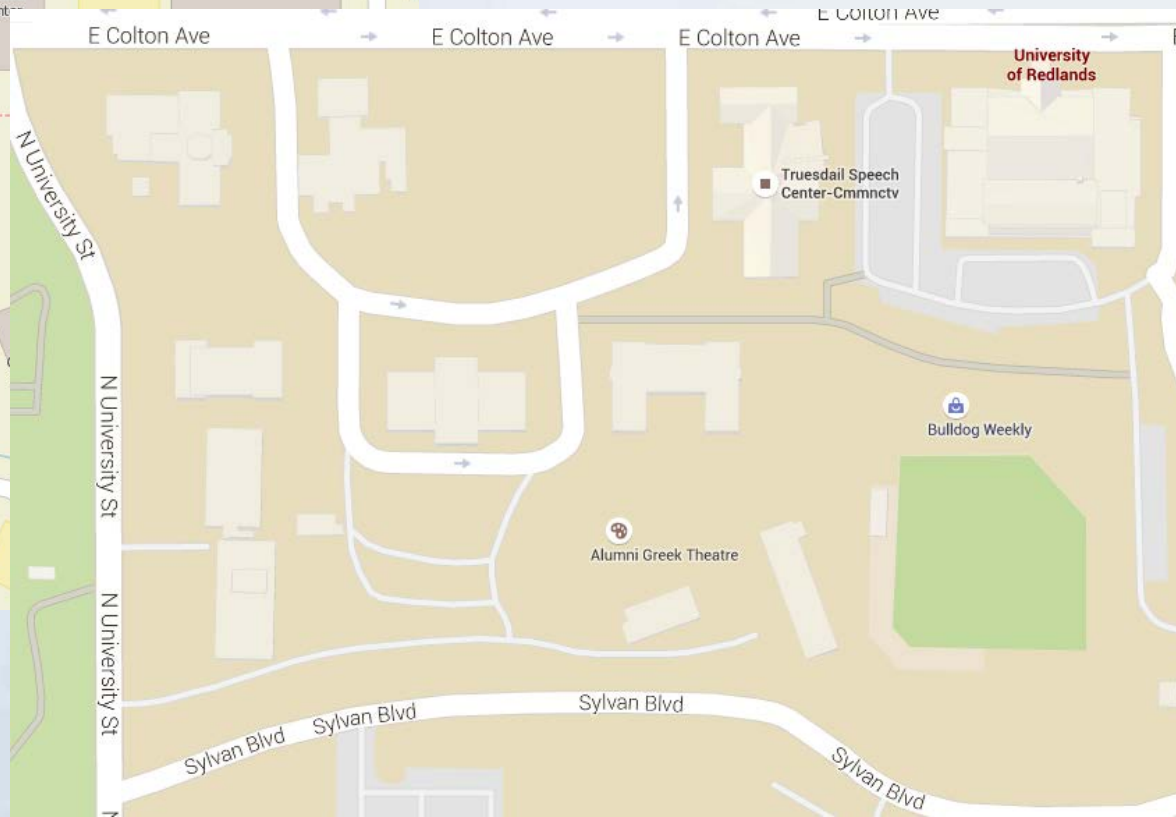 E Colton Ave
E Colton Ave
E Colton Ave
E Colton Ave
University
of Redlands
N University St
Truesdail Speech
Center-Cmmnctv
N University St
Bulldog Weekly
Alumni Greek Theatre
N University St
Sylvan Blvd
Sylvan Blvd
Sylvan Blvd
Sylvan Blvd
N